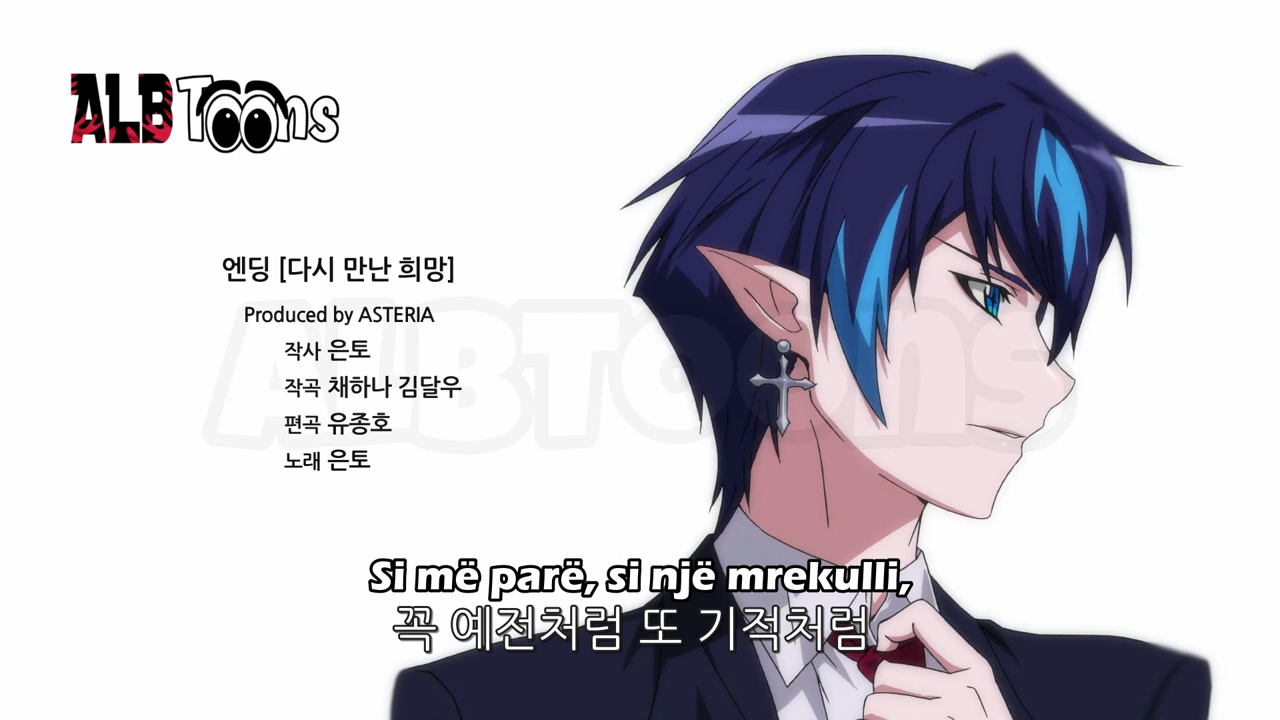 ALBToons
엔딩 [다시 만난 희망]
Produced by ASTERIA
작사 은토
작곡 채하나 김달우
편곡 유종호
노래 은토
ALBToons
Si më parë, si një mrekulli,
꼭 예전처럼 또 기적처럼